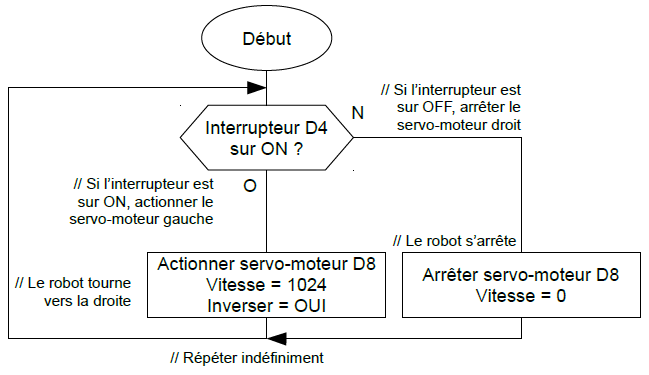 Début
// Si l'interrupteur est
sur OFF, arrêter le
servo-moteur droit
N
Interrupteur D4
sur ON ?
// Si l'interrupteur est
sur ON, actionner le
servo-moteur gauche
O
// Le robot s'arrête
// Le robot tourne
vers la droite
Actionner servo-moteur D8
Vitesse = 1024
Inverser = OUI
Arrêter servo-moteur D8
Vitesse = 0
// Répéter indéfiniment